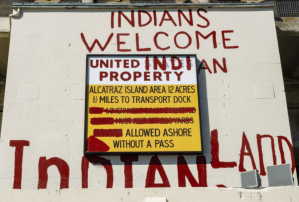 INDIANS
WELCOME
UNITED INDIAN
PROPERTY
ALCATRAZ ISLAND AREA 12 ACRES
1½ MILES TO TRANSPORT DOCK
ALLOWED ASHORE
WITHOUT A PASS
INDIAN LAND